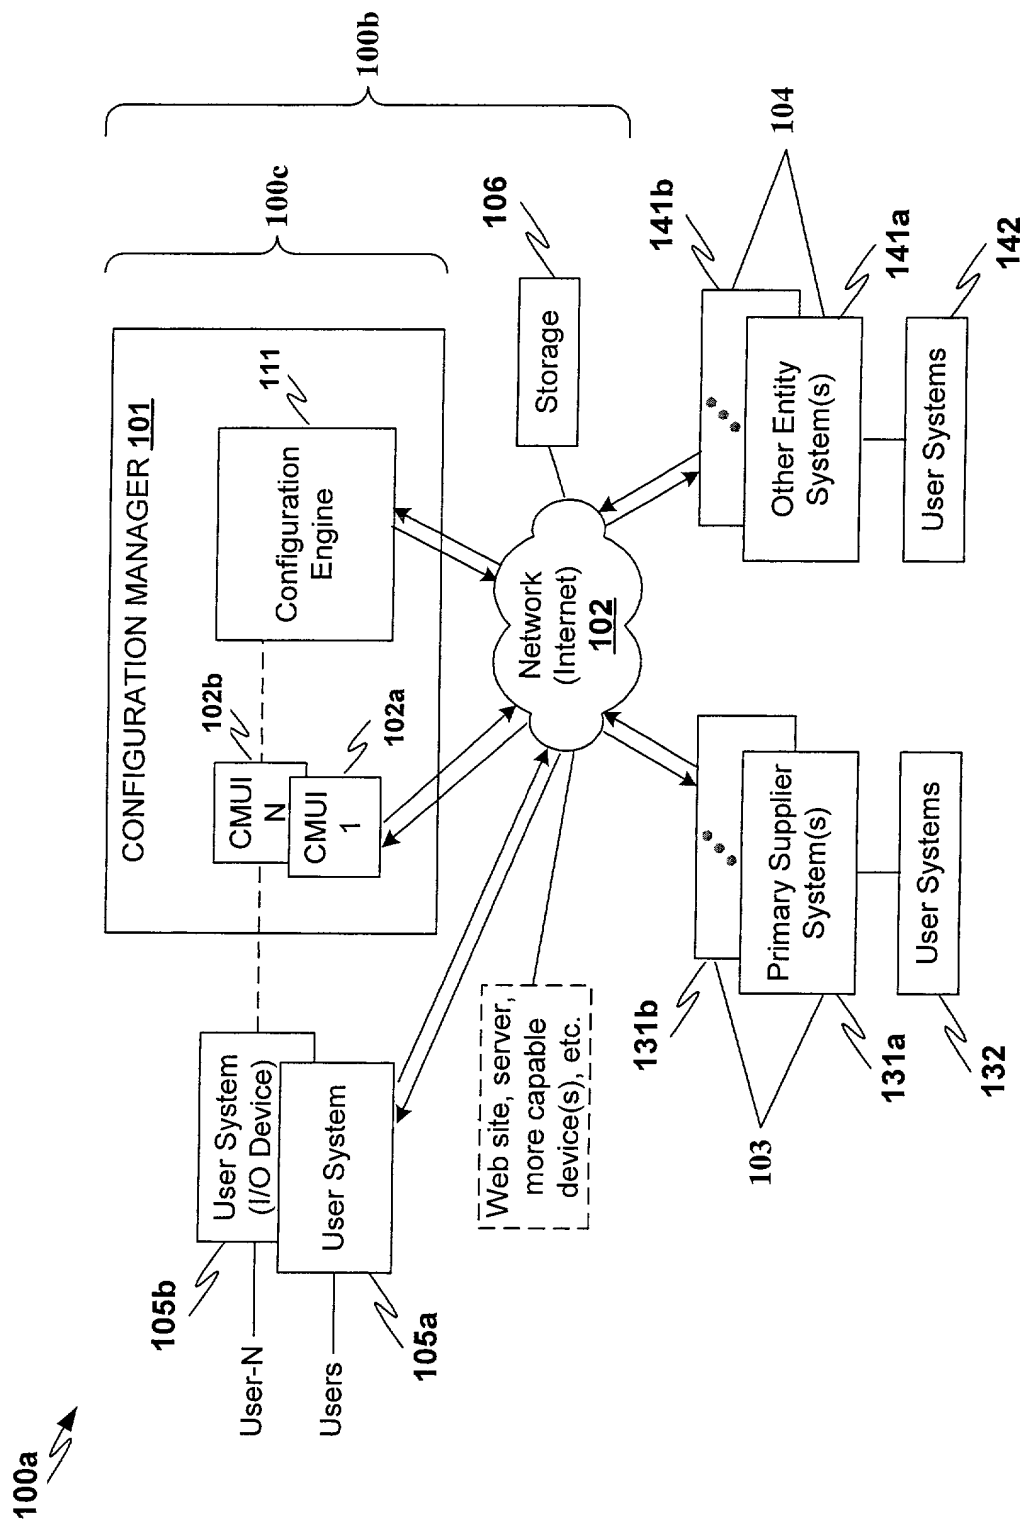 100a
100b
100c
CONFIGURATION MANAGER 101
111
Configuration
Engine
102b
CMUI
N
102a
CMUI
1
User System
(I/O Device)
User System
105b
User-N
Users
105a
106
Storage
Network
(Internet)
102
Web site, server,
more capable
device(s), etc.
131b
103
Primary Supplier
System(s)
131a
User Systems
132
141b
104
Other Entity
System(s)
141a
User Systems
142